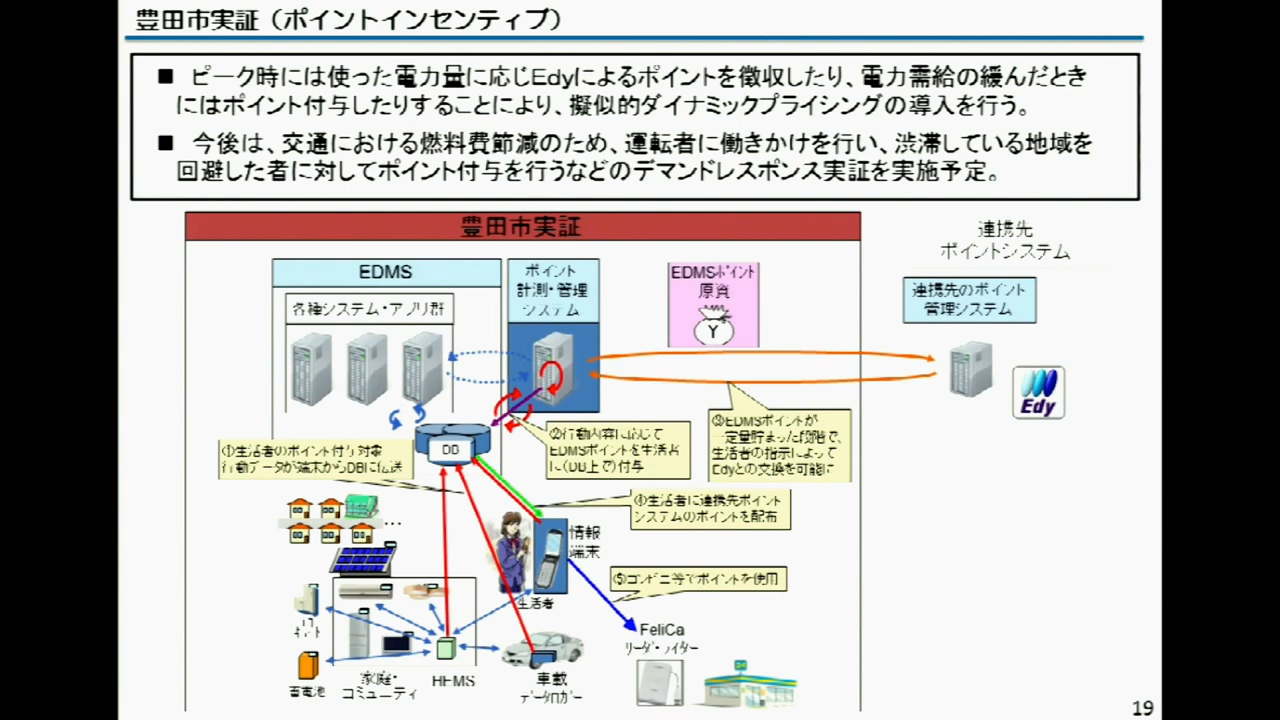 豊田市実証（ポイントインセンティブ）
■ ピーク時には使った電力量に応じEdyによるポイントを徴収したり、電力需給の緩んだとき
にはポイント付与したりすることにより、擬似的ダイナミックプライシングの導入を行う。
■ 今後は、交通における燃料費節減のため、運転者に働きかけを行い、渋滞している地域を
回避した者に対してポイント付与を行うなどのデマンドレスポンス実証を実施予定。
豊田市実証
連携先
ポイントシステム
EDMS
ポイント
計測・管理
システム
EDMSポイント
原資
Y
連携先のポイント
管理システム
各種システム・アプリ群
Edy
DB
①生活者のポイント付与対象
行動データが端末からDBに伝送
②行動内容に応じて
EDMSポイントを生活者
に(DB上で)付与
③EDMSポイントが
一定量貯まった段階で、
生活者の指示によって
Edyとの交換を可能に
④生活者に連携先ポイント
システムのポイントを配布
…
情報
端末
⑤コンビニ等でポイントを使用
生活者
FeliCa
リーダ・ライター
蓄電池
家庭・
コミューティ
HEMS
車載
データロガー
19